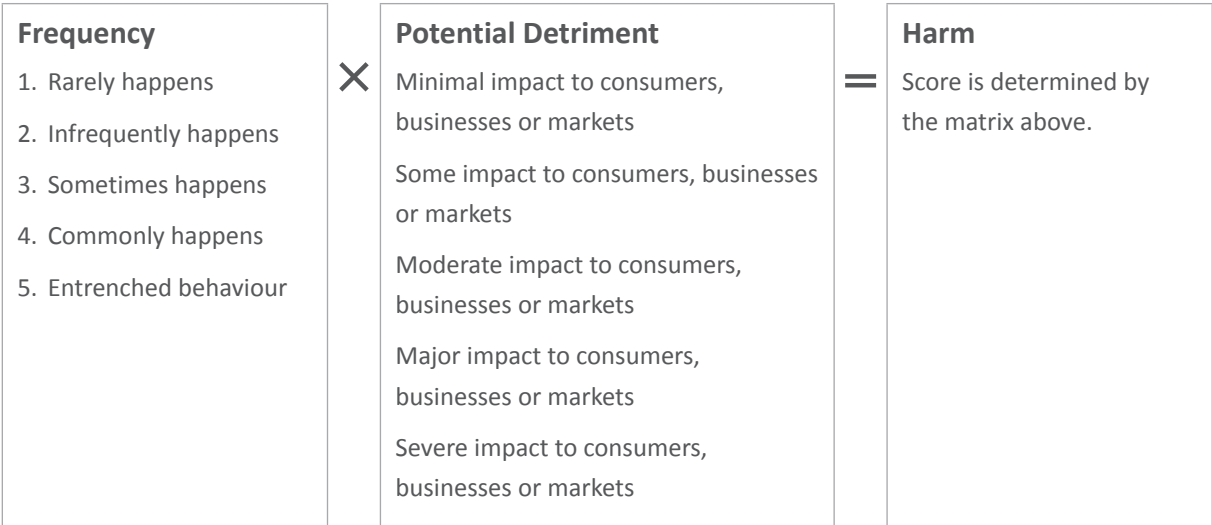 Frequency
1. Rarely happens
2. Infrequently happens
3. Sometimes happens
4. Commonly happens
5. Entrenched behaviour
×
Potential Detriment
Minimal impact to consumers,
businesses or markets
Some impact to consumers, businesses
or markets
Moderate impact to consumers,
businesses or markets
Major impact to consumers,
businesses or markets
Severe impact to consumers,
businesses or markets
=
Harm
Score is determined by
the matrix above.